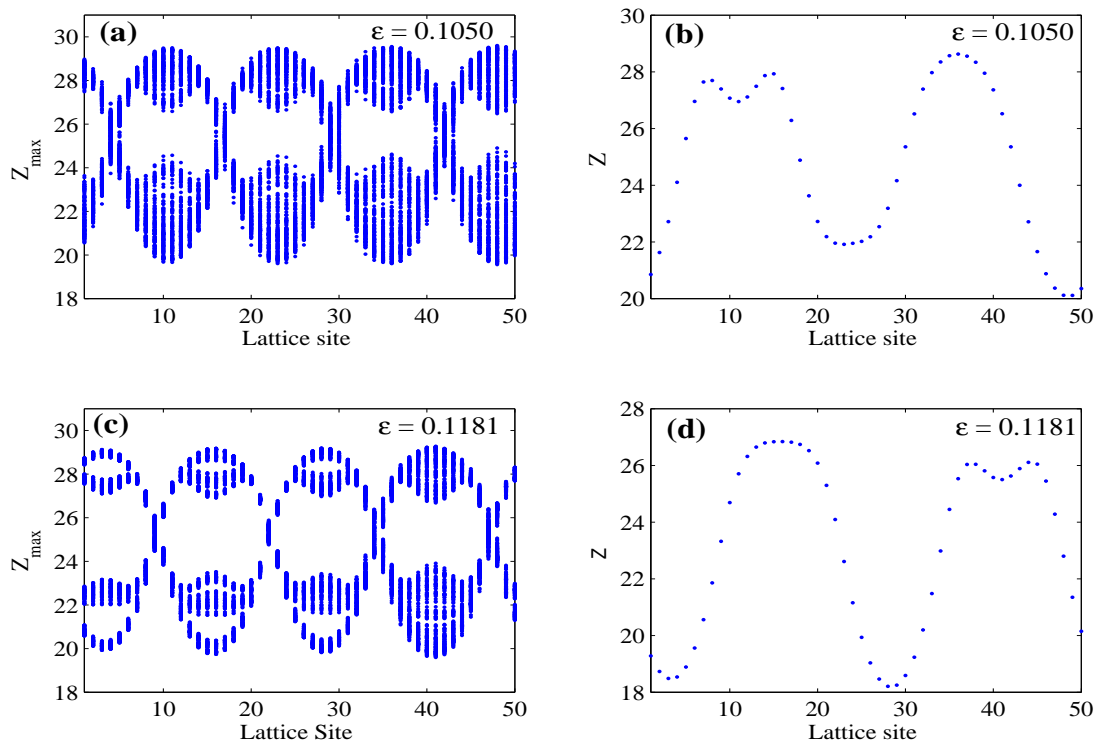 (a) ε = 0.1050
30
28
26
24
22
20
18
Z_max
10 20 30 40 50
Lattice site
(b) ε = 0.1050
30
28
26
24
22
20
Z
10 20 30 40 50
Lattice site
(c) ε = 0.1181
30
28
26
24
22
20
18
Z_max
10 20 30 40 50
Lattice Site
(d) ε = 0.1181
28
26
24
22
20
18
z
10 20 30 40 50
Lattice site